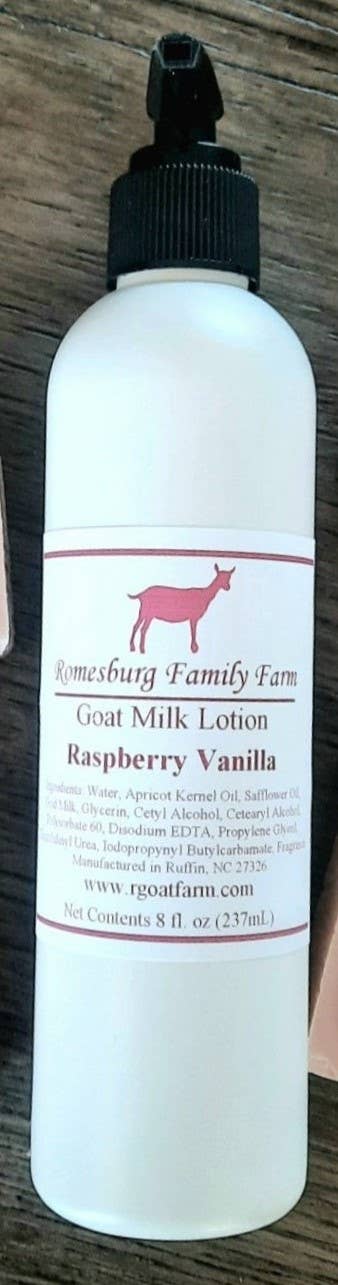 Romesburg Family Farm
Goat Milk Lotion
Raspberry Vanilla
Ingredients: Water, Apricot Kernel Oil, Safflower Oil,
Goat Milk, Glycerin, Cetyl Alcohol, Cetearyl Alcohol,
Polysorbate 60, Disodium EDTA, Propylene Glycol,
Urea, Iodopropynyl Butylcarbamate, Fragrance
Manufactured in Ruffin, NC 27326
www.rgoatfarm.com
Net Contents 8 fl. oz (237mL)